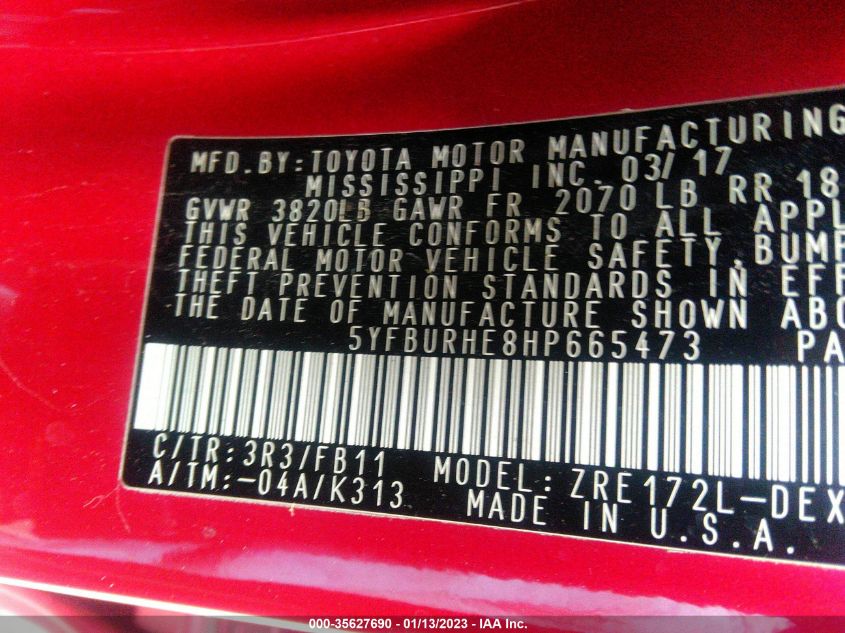 MFD. BY: TOYOTA MOTOR MANUFACTURING
MISSISSIPPI INC. 03/17
GVWR 3820LB GAWR FR 2070 LB RR 18
THIS VEHICLE CONFORMS TO ALL APPL
FEDERAL MOTOR VEHICLE SAFETY, BUMP
THEFT PREVENTION STANDARDS IN EFF
THE DATE OF MANUFACTURE SHOWN ABO
5YFBURHE8HP665473 PA
C/TR: 3R3/FB11 MODEL: ZRE172L-DEX
A/TM: -04A/K313 MADE IN U.S.A.
000-35627690 - 01/13/2023 - IAA Inc.